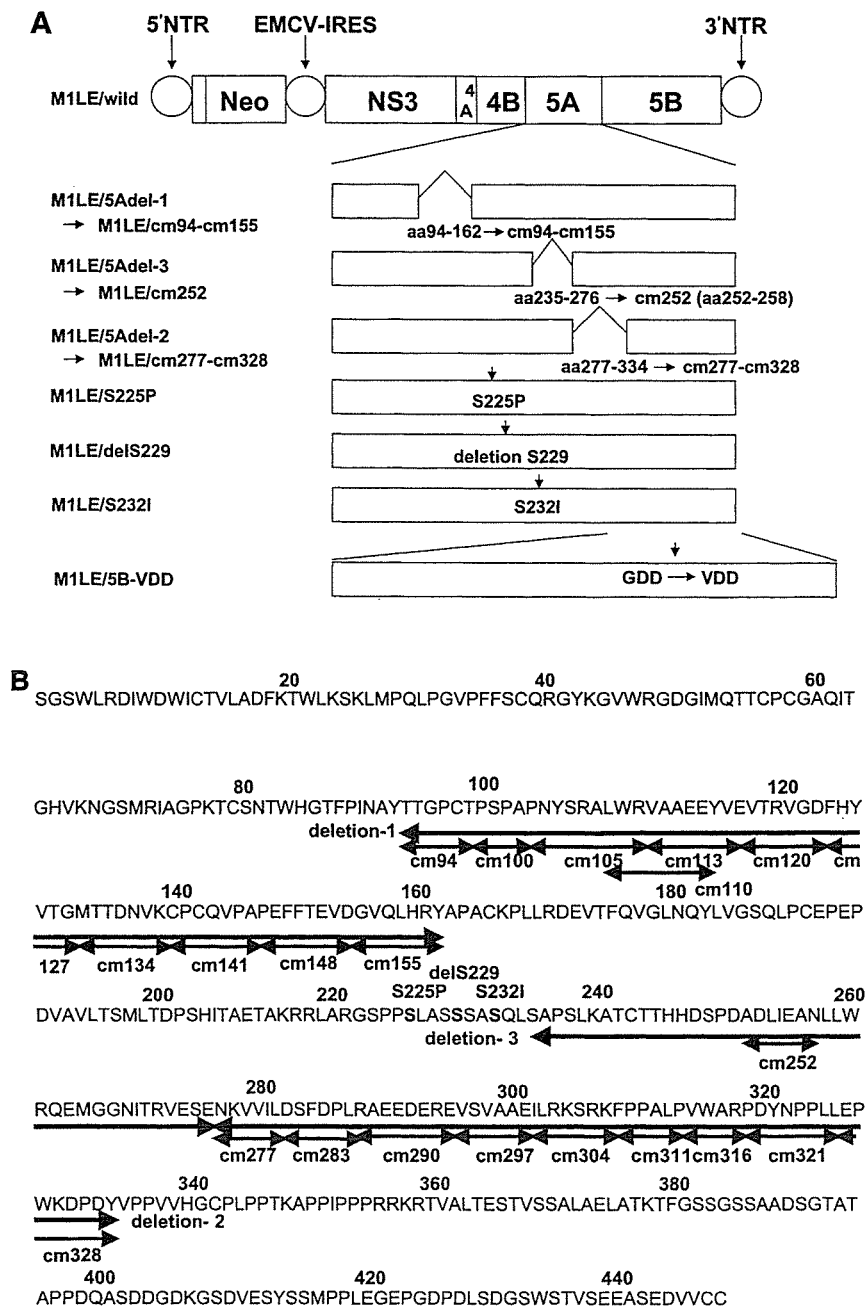 A
5'NTR EMCV-IRES 3'NTR
M1LE/wild Neo NS3 4A 4B 5A 5B
M1LE/5Adel-1
→ M1LE/cm94-cm155
aa94-162→cm94-cm155
M1LE/5Adel-3
→ M1LE/cm252
aa235-276 → cm252 (aa252-258)
M1LE/5Adel-2
→ M1LE/cm277-cm328
aa277-334 → cm277-cm328
M1LE/S225P S225P
M1LE/delS229 deletion S229
M1LE/S232I S232I
M1LE/5B-VDD GDD → VDD
B
20 40 60
SGSWLRDIWDWICTVLADFKTWLKSKLMPQLPGVPFFSCQRGYKGVWRGDGIMQTTCPCGAQIT
80 100 120
GHVKNGSMRIAGPKTCSNTWHGTFPINAYTTGPCTPSPAPNYSRALWRVAAEEYVEVTRVGDFHY
deletion-1
cm94 cm100 cm105 cm113 cm120 cm
cm110
140 160 180
VTGMTTDNVKCPCQVPAPEFFTEVDGVQLHRYAPACKPLLRDEVTFQVGLNQYLVGSQLPCEPEP
127 cm134 cm141 cm148 cm155
delS229
200 220 S225P S232I 240 260
DVAVLTSMLTDPSHITAETAKRRLARGSPPSLASSSASQLSAPSLKATCTTHHDSPDADLIEANLLW
deletion- 3
cm252
280 300 320
RQEMGGNITRVESENKVVILDSFDPLRAEEDEREVSVAAEILRKSRKFPPALPVWARPDYNPPLLEP
cm277 cm283 cm290 cm297 cm304 cm311cm316 cm321
340 360 380
WKDPDYVPPVVHGCPLPPTKAPPIPPPRRKRTVALTESTVSSALAELATKTFGSSGSSAADSGTAT
deletion- 2
cm328
400 420 440
APPDQASDDGDKGSDVESYSSMPPLEGEPGDPDLSDGSWSTVSEEASEDVVCC